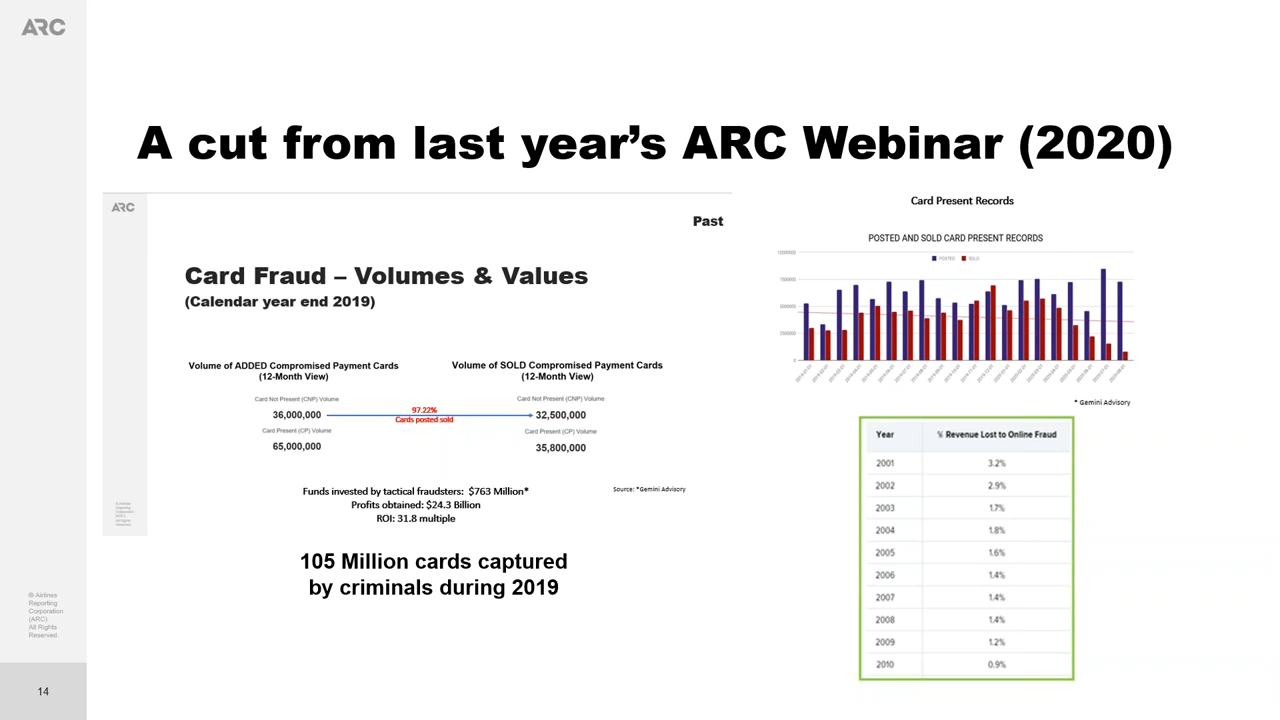 ARC
A cut from last year’s ARC Webinar (2020)
ARC
Past
Card Fraud – Volumes & Values
(Calendar year end 2019)
Volume of ADDED Compromised Payment Cards
(12-Month View)
Volume of SOLD Compromised Payment Cards
(12-Month View)
Card Not Present (CNP) Volume
Card Not Present (CNP) Volume
36,000,000
97.22%
Cards posted sold
32,500,000
Card Present (CP) Volume
Card Present (CP) Volume
65,000,000
35,800,000
Funds invested by tactical fraudsters: $763 Million*
Profits obtained: $24.3 Billion
ROI: 31.8 multiple
Source: *Gemini Advisory
105 Million cards captured
by criminals during 2019
Card Present Records
POSTED AND SOLD CARD PRESENT RECORDS
POSTED SOLD
10000000
7500000
5000000
2500000
0
* Gemini Advisory
Year % Revenue Lost to Online Fraud
2001 3.2%
2002 2.9%
2003 1.7%
2004 1.8%
2005 1.6%
2006 1.4%
2007 1.4%
2008 1.4%
2009 1.2%
2010 0.9%
© Airlines
Reporting
Corporation
(ARC)
All Rights
Reserved.
14